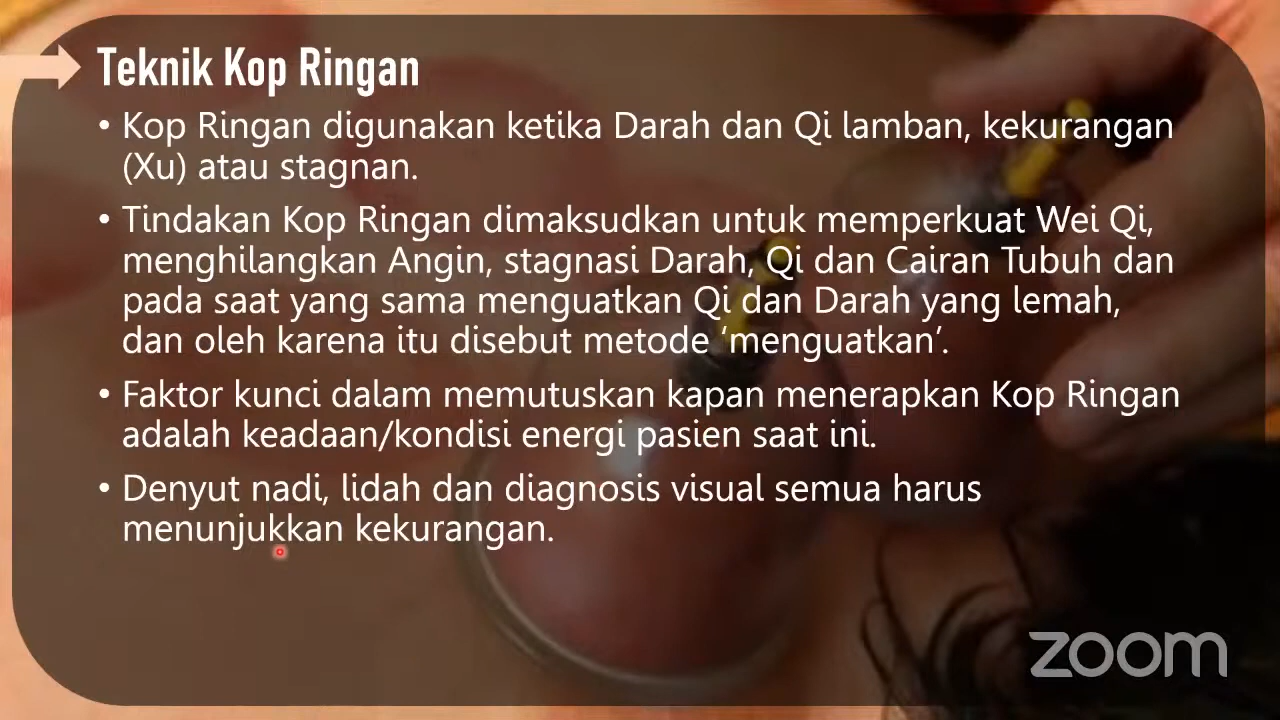 Teknik Kop Ringan
• Kop Ringan digunakan ketika Darah dan Qi lamban, kekurangan
(Xu) atau stagnan.
• Tindakan Kop Ringan dimaksudkan untuk memperkuat Wei Qi,
menghilangkan Angin, stagnasi Darah, Qi dan Cairan Tubuh dan
pada saat yang sama menguatkan Qi dan Darah yang lemah,
dan oleh karena itu disebut metode ‘menguatkan’.
• Faktor kunci dalam memutuskan kapan menerapkan Kop Ringan
adalah keadaan/kondisi energi pasien saat ini.
• Denyut nadi, lidah dan diagnosis visual semua harus
menunjukkan kekurangan.
zoom